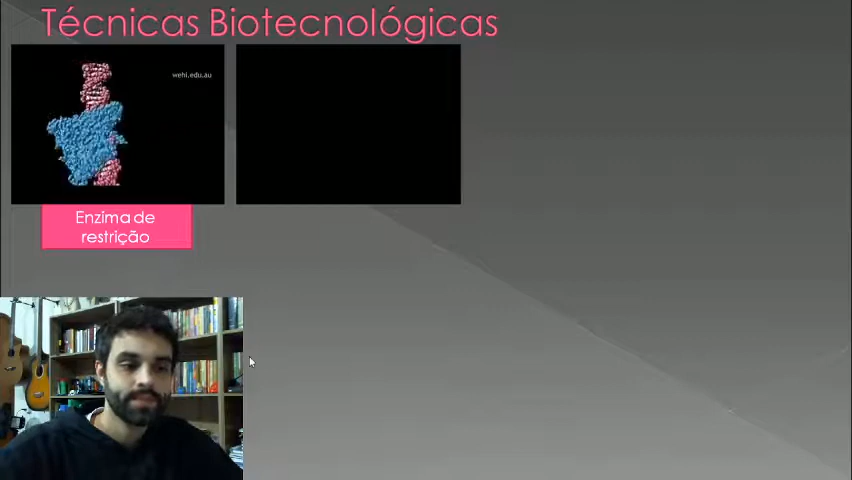 Técnicas Biotecnológicas
wehi.edu.au
Enzima de
restrição